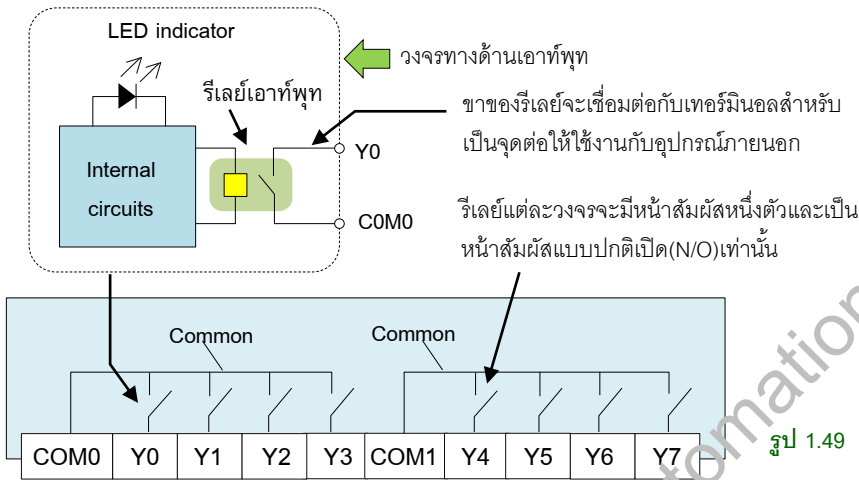 LED indicator
วงจรทางด้านเอาท์พุท
รีเลย์เอาท์พุท
ขาของรีเลย์จะเชื่อมต่อกับเทอร์มินอลสำหรับ
เป็นจุดต่อให้ใช้งานกับอุปกรณ์ภายนอก
Y0
Internal
circuits
C0M0
รีเลย์แต่ละวงจรจะมีหน้าสัมผัสหนึ่งตัวและเป็น
หน้าสัมผัสแบบปกติเปิด(N/O)เท่านั้น
Common
Common
COM0 Y0 Y1 Y2 Y3 COM1 Y4 Y5 Y6 Y7
รูป 1.49